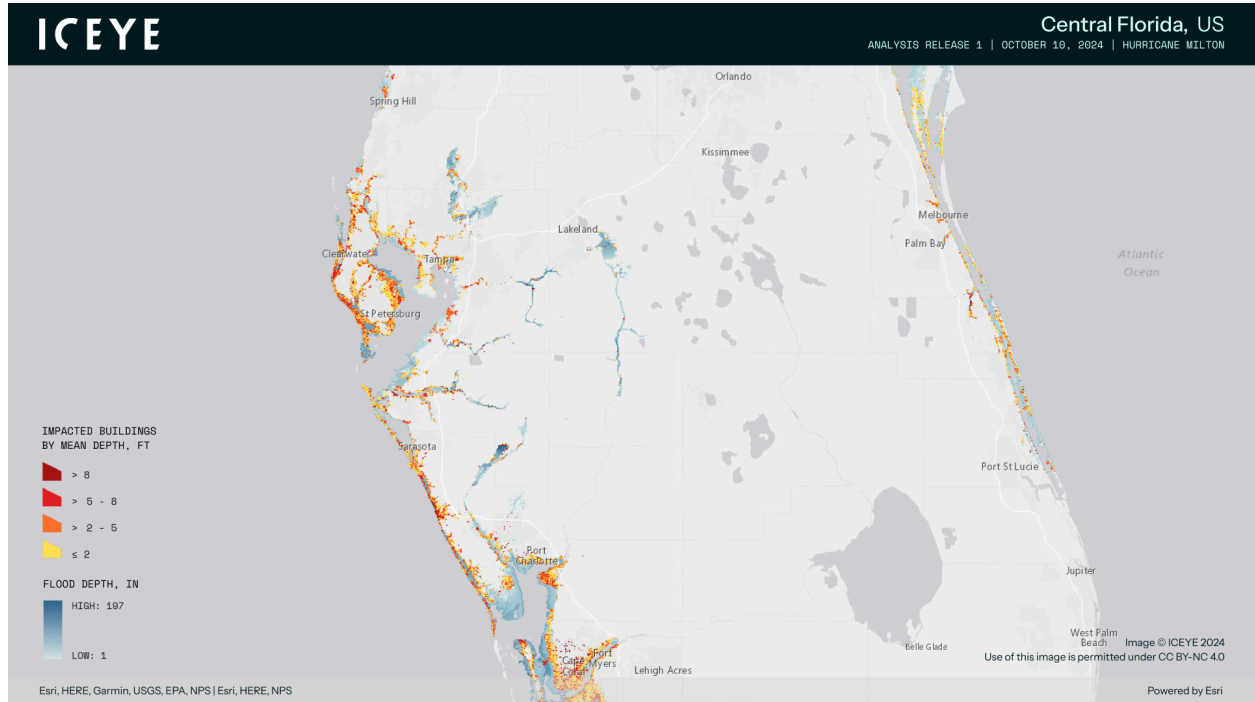 ICEYE
Central Florida, US
ANALYSIS RELEASE 1 | OCTOBER 10, 2024 | HURRICANE MILTON
Orlando
Spring Hill
Kissimmee
Melbourne
Lakeland
Palm Bay
Clearwater
Tampa
Atlantic
Ocean
St Petersburg
Sarasota
Port St Lucie
Port
Charlotte
Jupiter
West Palm
Beach
Belle Glade
Cape
Coral
Fort
Myers
Lehigh Acres
IMPACTED BUILDINGS
BY MEAN DEPTH, FT
> 8
> 5 - 8
> 2 - 5
≤ 2
FLOOD DEPTH, IN
HIGH: 197
LOW: 1
Image © ICEYE 2024
Use of this image is permitted under CC BY-NC 4.0
Esri, HERE, Garmin, USGS, EPA, NPS | Esri, HERE, NPS
Powered by Esri